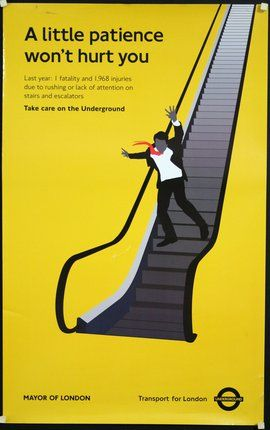 A little patience
won't hurt you
Last year: 1 fatality and 1,968 injuries
due to rushing or lack of attention on
stairs and escalators.
Take care on the Underground
MAYOR OF LONDON
Transport for London
UNDERGROUND